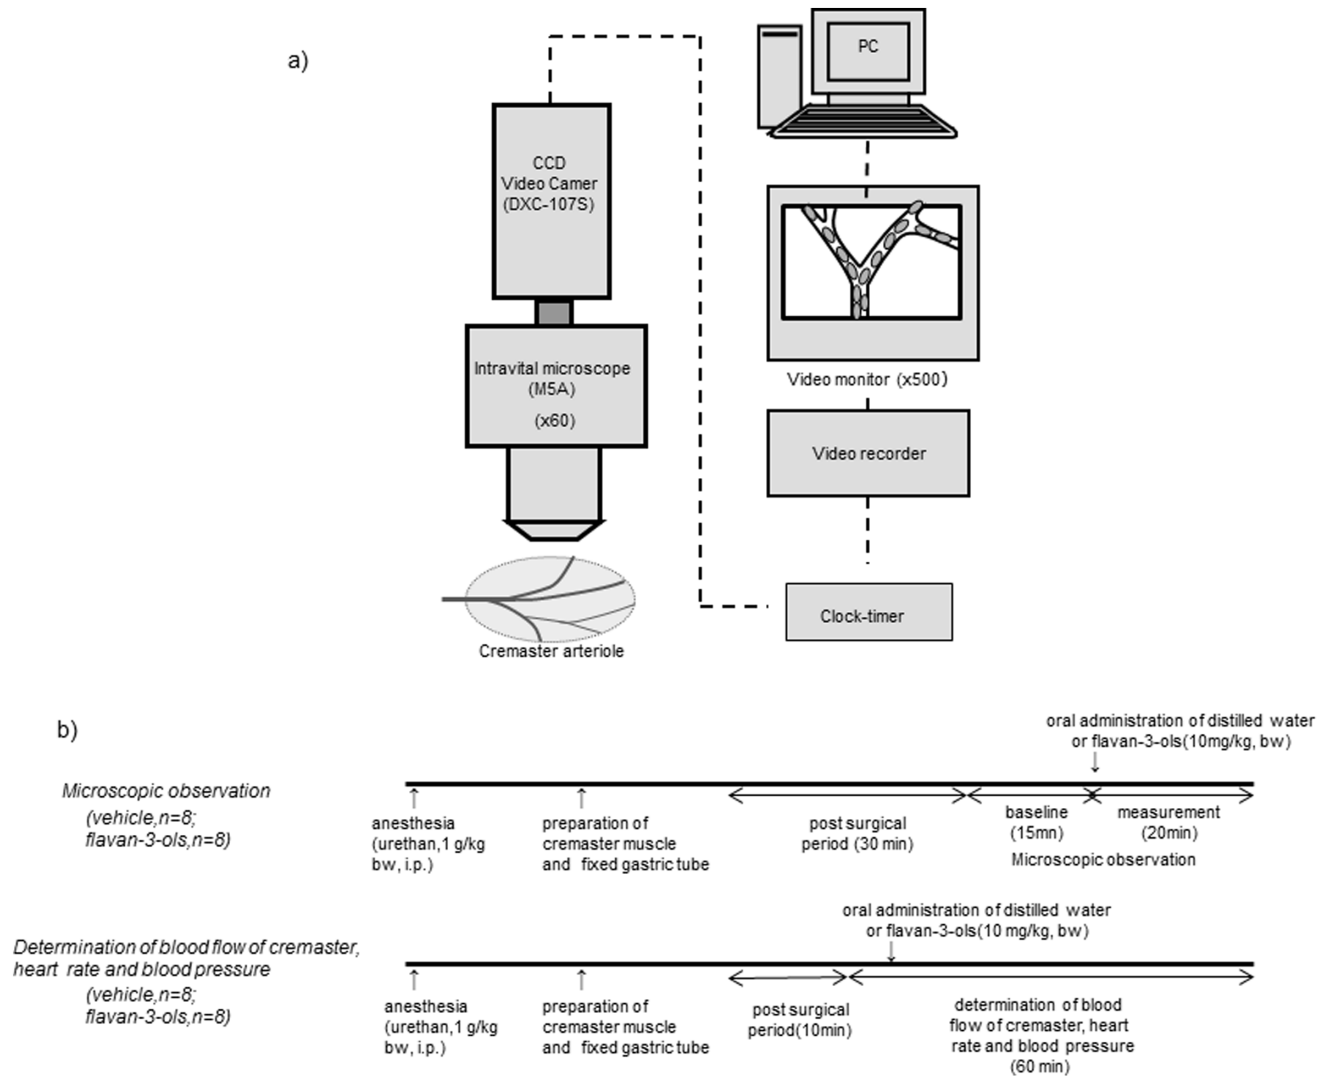 a)
CCD
Video Camer
(DXC-107S)
Intravital microscope
(M5A)
(x60)
Cremaster arteriole
PC
Video monitor (x500)
Video recorder
Clock-timer
b)
oral administration of distilled water
or flavan-3-ols(10mg/kg, bw)
Microscopic observation
(vehicle,n=8;
flavan-3-ols,n=8)
anesthesia
(urethan,1 g/kg
bw, i.p.)
preparation of
cremaster muscle
and fixed gastric tube
post surgical
period (30 min)
baseline
(15mn)
measurement
(20min)
Microscopic observation
oral administration of distilled water
or flavan-3-ols(10 mg/kg, bw)
Determination of blood flow of cremaster,
heart rate and blood pressure
(vehicle,n=8;
flavan-3-ols,n=8)
anesthesia
(urethan,1 g/kg
bw, i.p.)
preparation of
cremaster muscle
and fixed gastric tube
post surgical
period(10min)
determination of blood
flow of cremaster, heart
rate and blood pressure
(60 min)